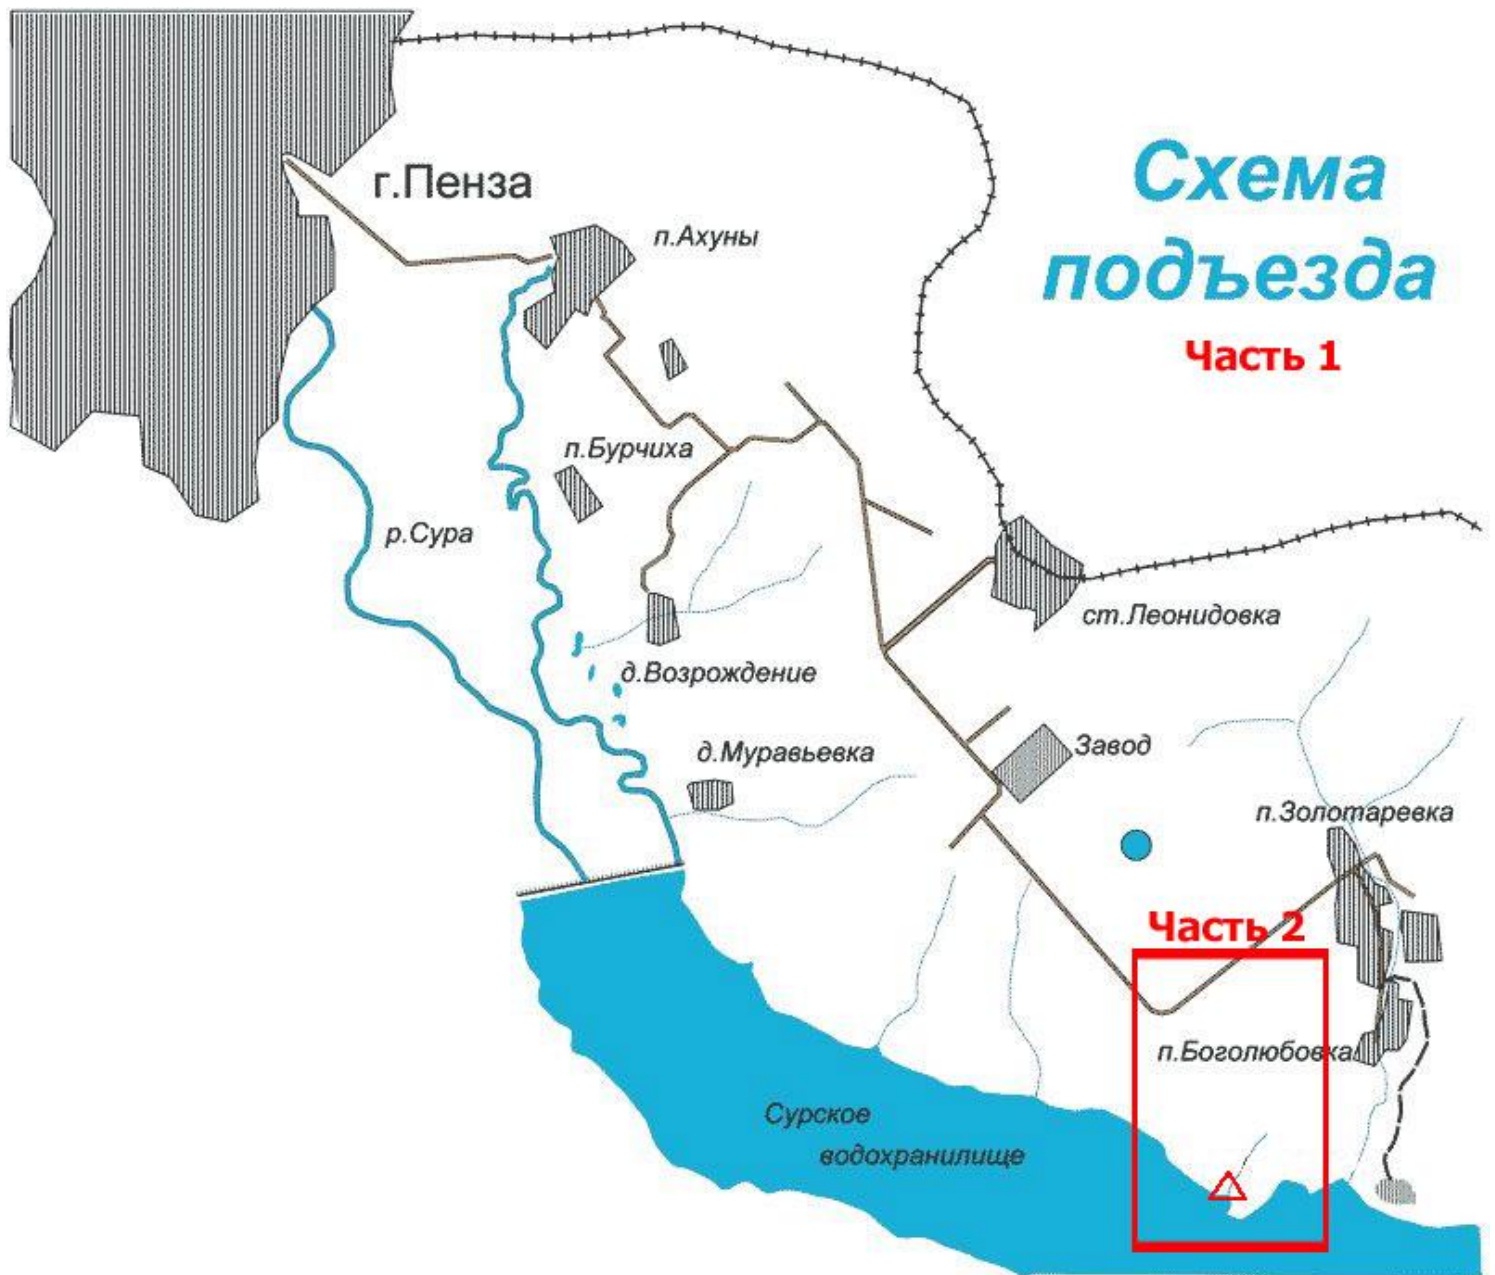 г.Пенза
Схема
подъезда
Часть 1
п.Ахуны
п.Бурчиха
р.Сура
ст.Леонидовка
д.Возрождение
д.Муравьевка
Завод
п.Золотаревка
Часть 2
п.Боголюбовка
Сурское
водохранилище